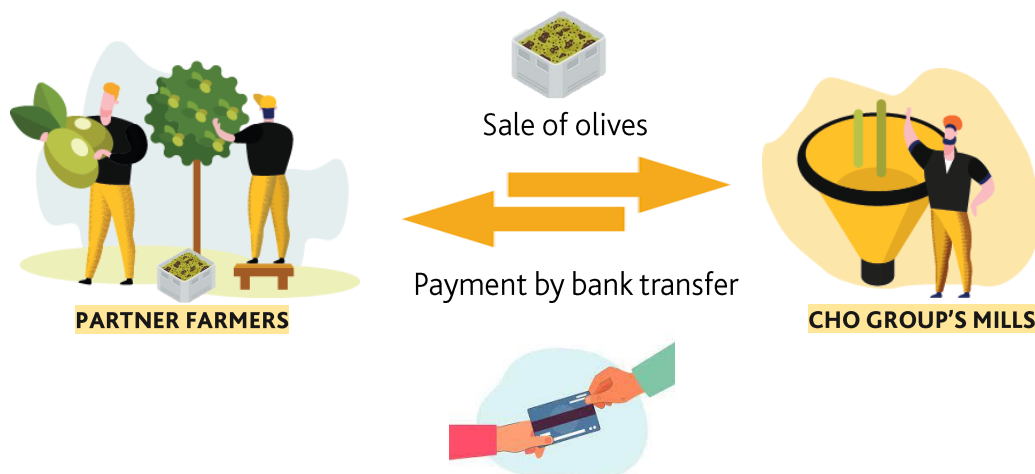 Sale of olives
Payment by bank transfer
PARTNER FARMERS
CHO GROUP'S MILLS